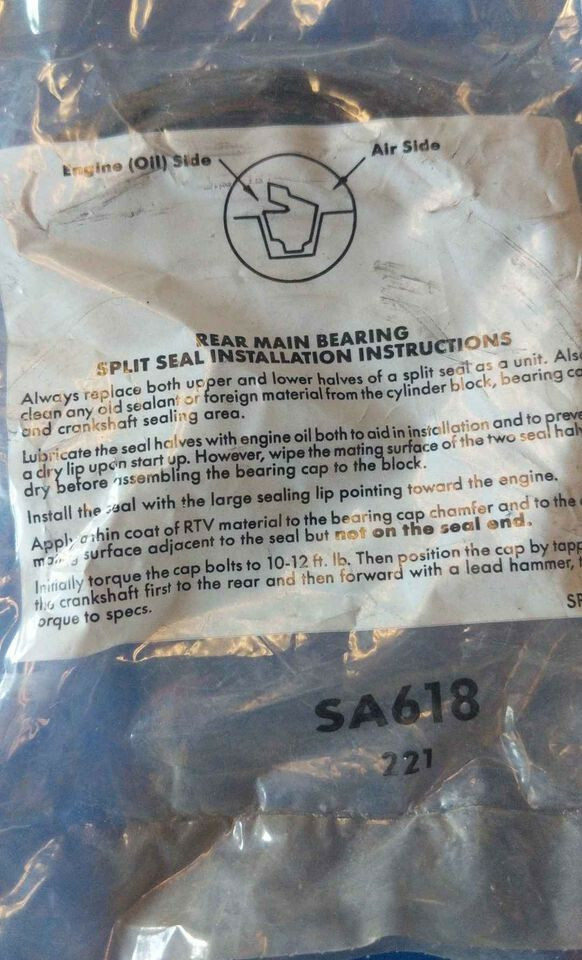 Engine (Oil) Side
Air Side
REAR MAIN BEARING
SPLIT SEAL INSTALLATION INSTRUCTIONS
Always replace both upper and lower halves of a split seal as a unit. Also
clean any old sealant or foreign material from the cylinder block, bearing ca
and crankshaft sealing area.
Lubricate the seal halves with engine oil both to aid in installation and to preve
a dry lip upon start up. However, wipe the mating surface of the two seal hal
dry before assembling the bearing cap to the block.
Install the seal with the large sealing lip pointing toward the engine.
Apply a thin coat of RTV material to the bearing cap chamfer and to the
surface adjacent to the seal but not on the seal end.
Initially torque the cap bolts to 10-12 ft. lb. Then position the cap by tapp
the crankshaft first to the rear and then forward with a lead hammer,
orque to specs.
SP
SA618
221